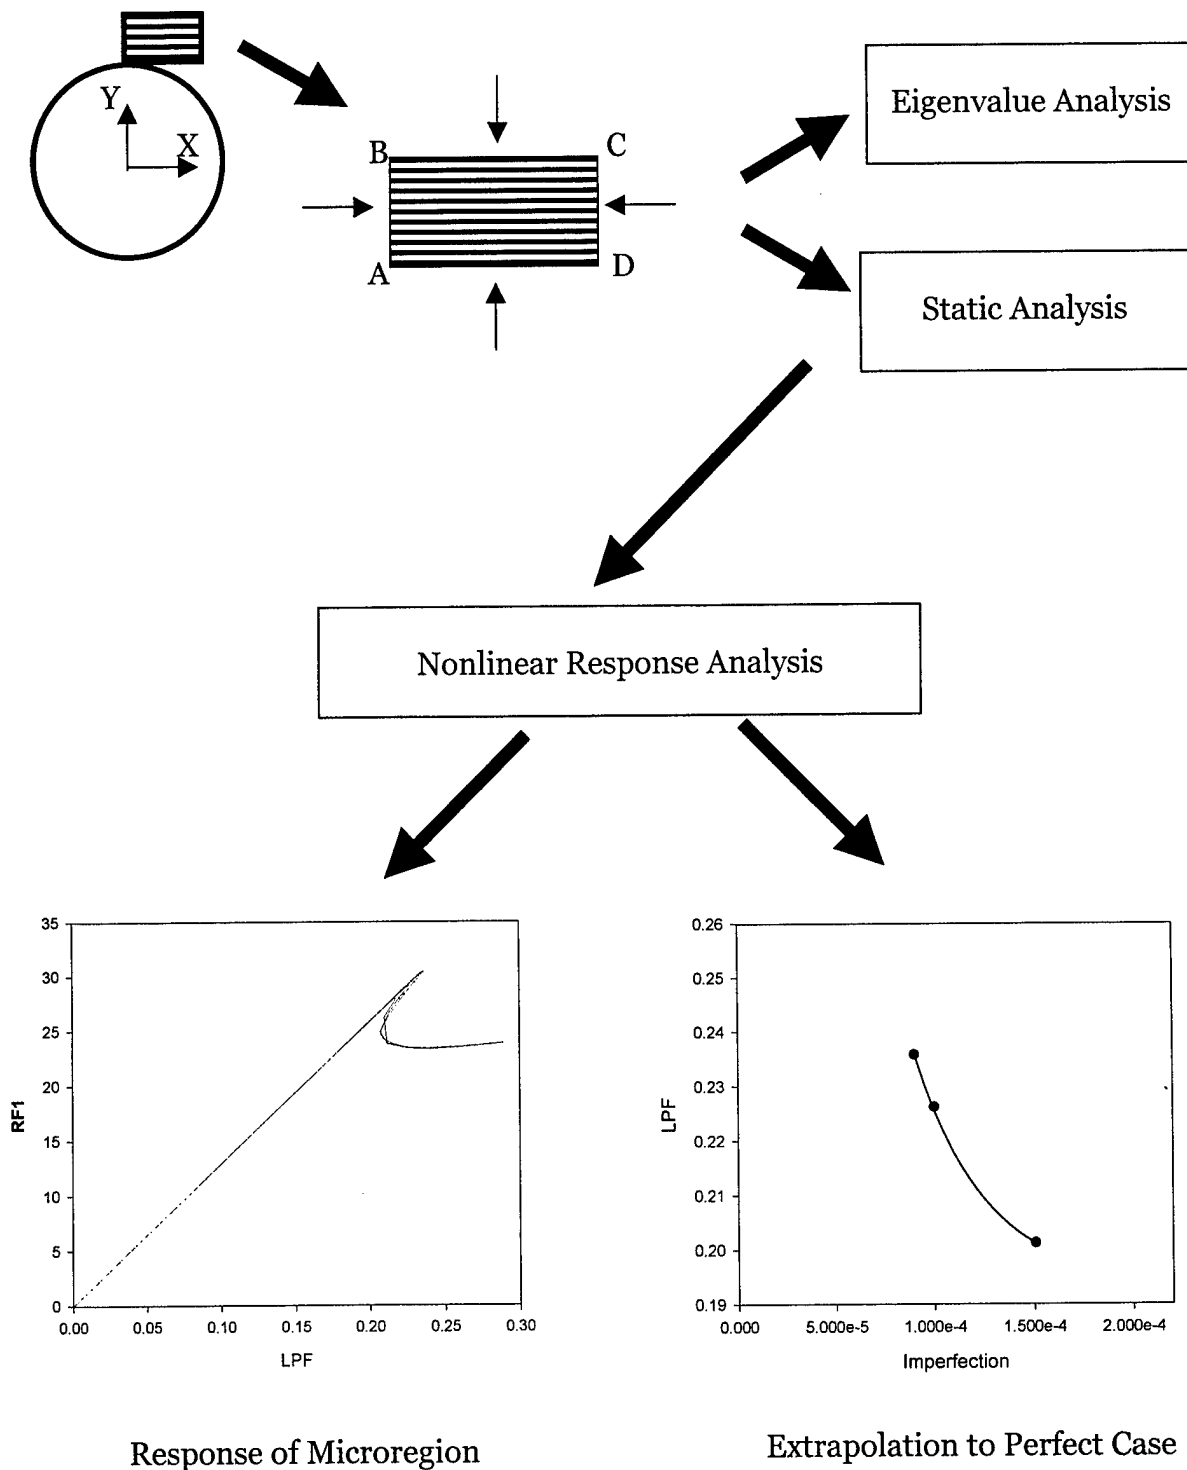 Y
X
B
C
A
D
Eigenvalue Analysis
Static Analysis
Nonlinear Response Analysis
35
30
25
20
15
10
5
0
RF1
0.00 0.05 0.10 0.15 0.20 0.25 0.30
LPF
Response of Microregion
0.26
0.25
0.24
0.23
0.22
0.21
0.20
0.19
LPF
0.000 5.000e-5 1.000e-4 1.500e-4 2.000e-4
Imperfection
Extrapolation to Perfect Case